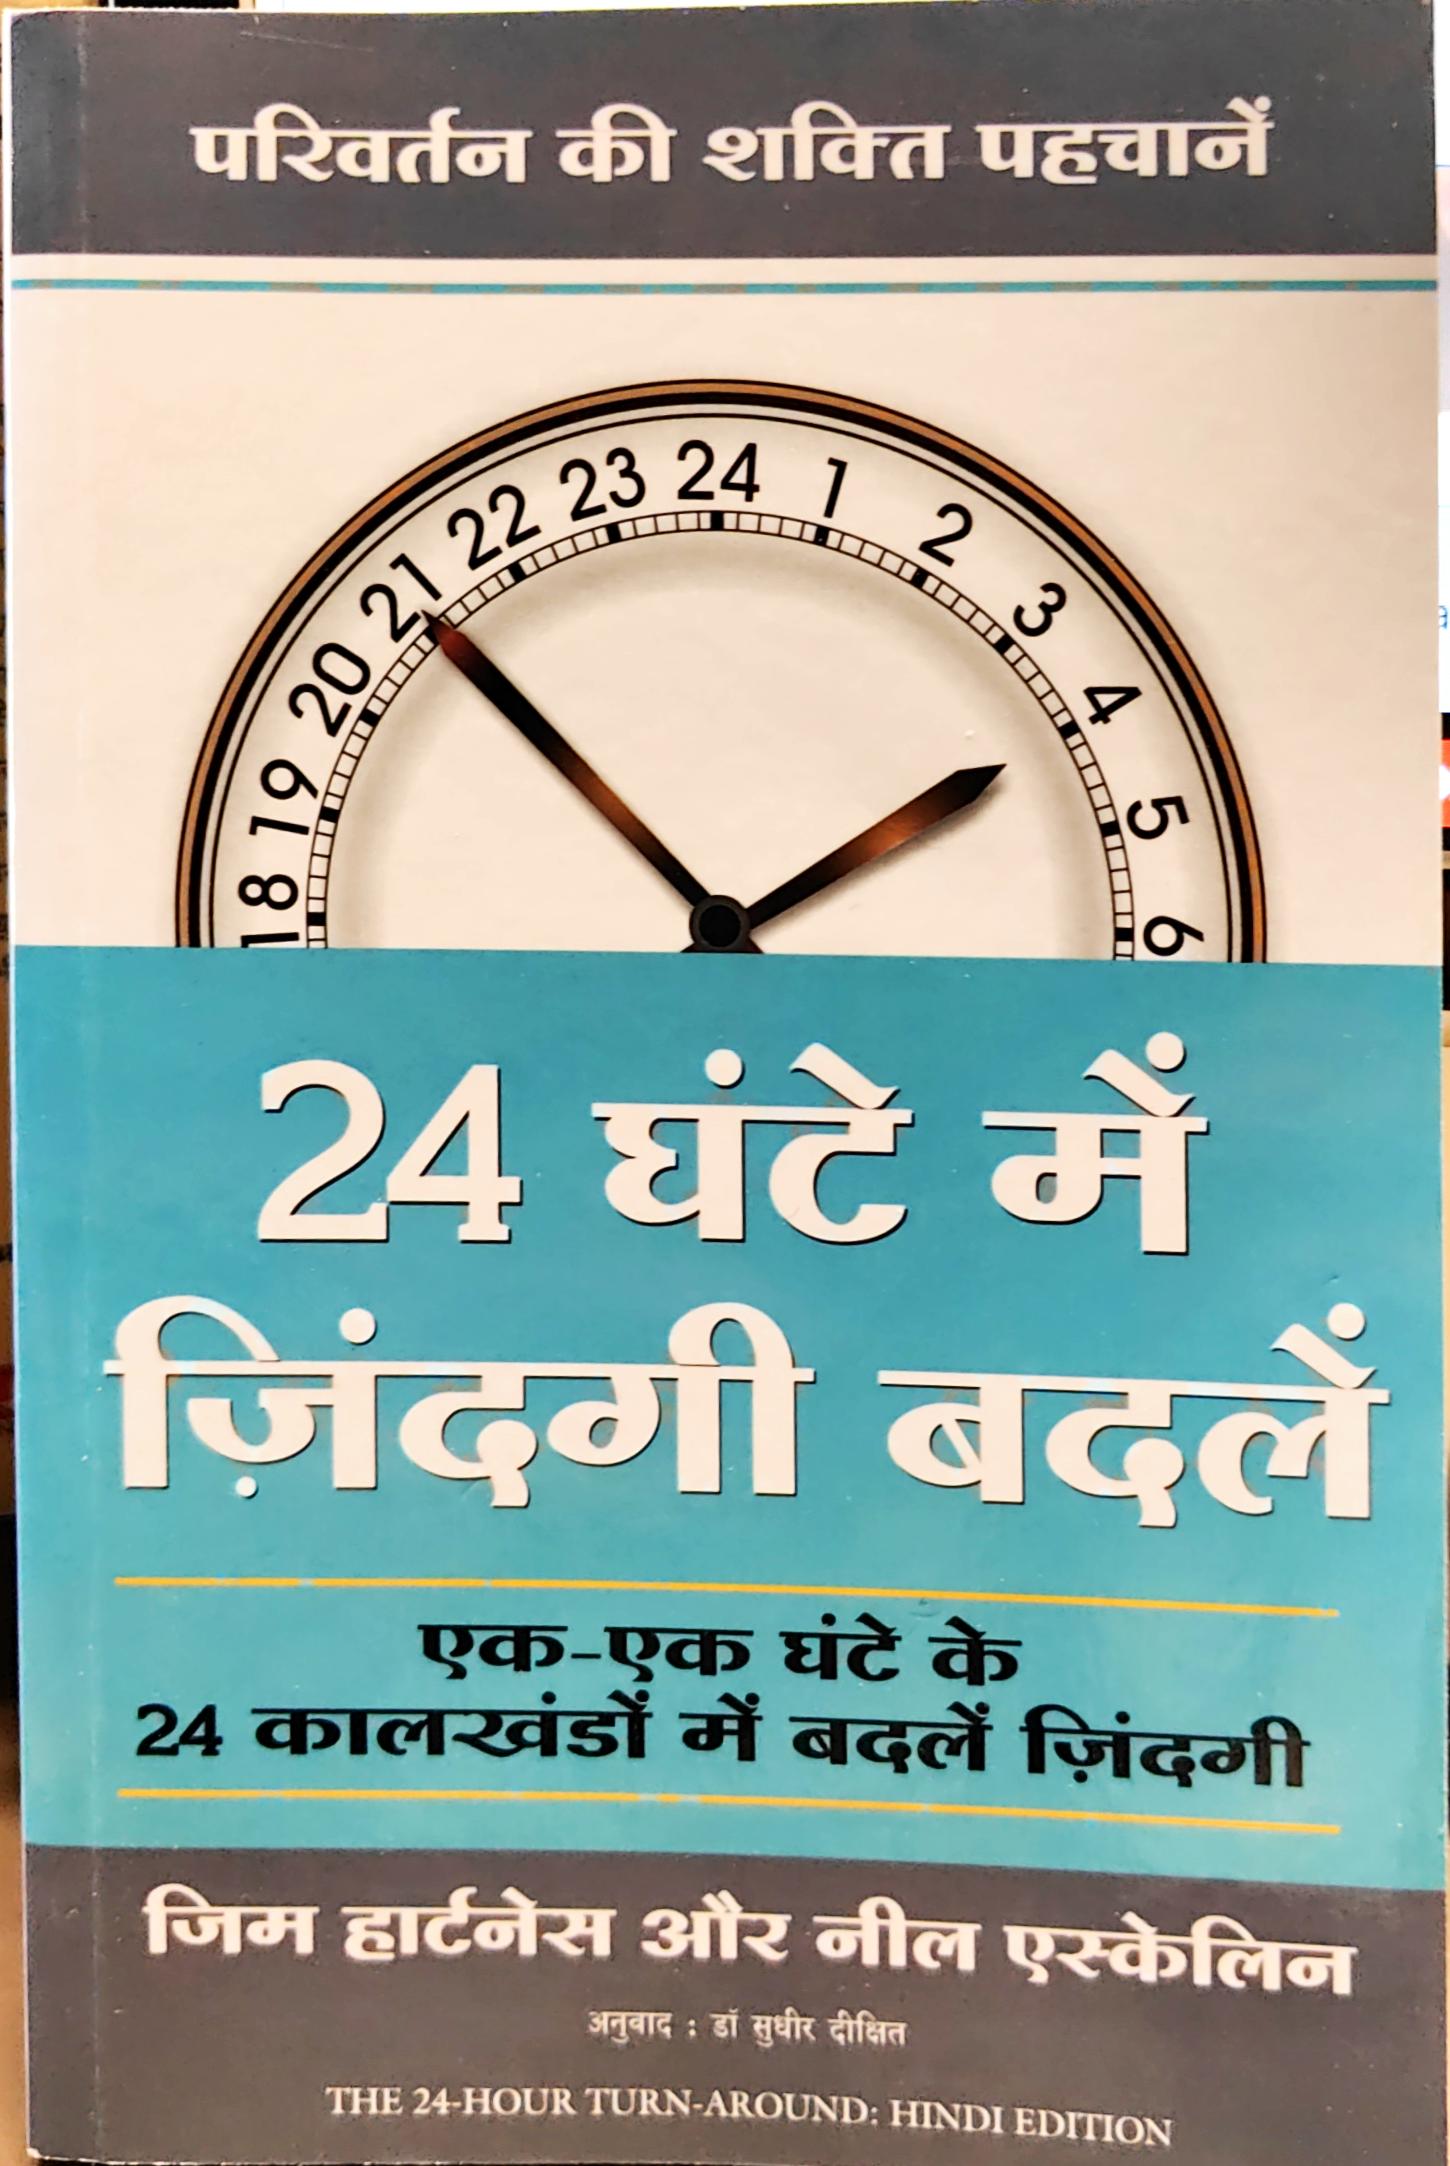 परिवर्तन की शक्ति पहचानें
23 24 1
22 2
21 3
20 4
19 5
18 6
24 घंटे में
ज़िंदगी बदलें
एक-एक घंटे के
24 कालखंडों में बदलें ज़िंदगी
जिम हार्टनेस और नील एस्केलिन
अनुवाद : डॉ सुधीर दीक्षित
THE 24-HOUR TURN-AROUND: HINDI EDITION